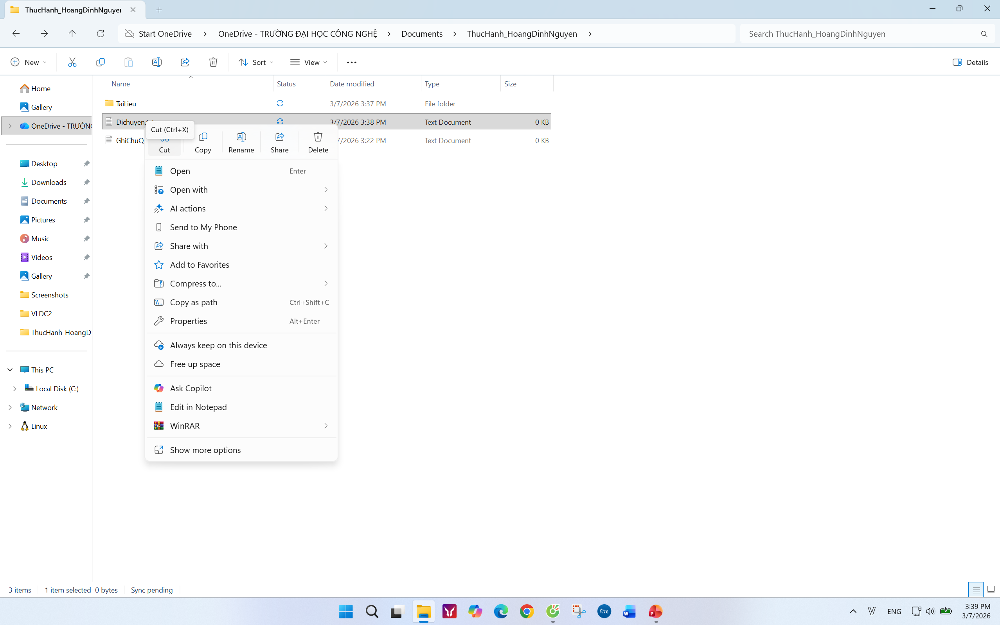 ThucHanh_HoangDinhNguyer
Start OneDrive > OneDrive - TRƯỜNG ĐẠI HỌC CÔNG NGHỆ > Documents > ThucHanh_HoangDinhNguyen >
Search ThucHanh_HoangDinhNguyen
New
Sort
View
Details
Name Status Date modified Type Size
TaiLieu 3/7/2026 3:37 PM File folder
Dichuyen. 3/7/2026 3:38 PM Text Document 0 KB
GhiChuQ 7/2026 3:22 PM Text Document 0 KB
Home
Gallery
OneDrive - TRƯỜN
Desktop
Downloads
Documents
Pictures
Music
Videos
Gallery
Screenshots
VLDC2
ThucHanh_HoangD
This PC
Local Disk (C:)
Network
Linux
Cut (Ctrl+X)
Cut Copy Rename Share Delete
Open Enter
Open with
AI actions
Send to My Phone
Share with
Add to Favorites
Compress to...
Copy as path Ctrl+Shift+C
Properties Alt+Enter
Always keep on this device
Free up space
Ask Copilot
Edit in Notepad
WinRAR
Show more options
3 items 1 item selected 0 bytes Sync pending
lite
W
P
V
ENG
3:39 PM
3/7/2026